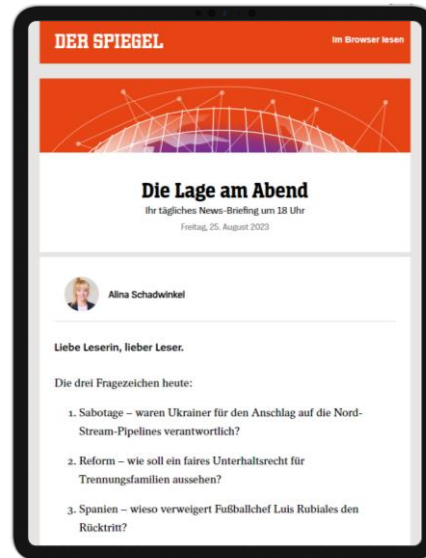 DER SPIEGEL
Im Browser lesen
Die Lage am Abend
Ihr tägliches News-Briefing um 18 Uhr
Freitag, 25. August 2023
Alina Schadwinkel
Liebe Leserin, lieber Leser.
Die drei Fragezeichen heute:
1. Sabotage – waren Ukrainer für den Anschlag auf die Nord-
Stream-Pipelines verantwortlich?
2. Reform – wie soll ein faires Unterhaltsrecht für
Trennungsfamilien aussehen?
3. Spanien – wieso verweigert Fußballchef Luis Rubiales den
Rücktritt?